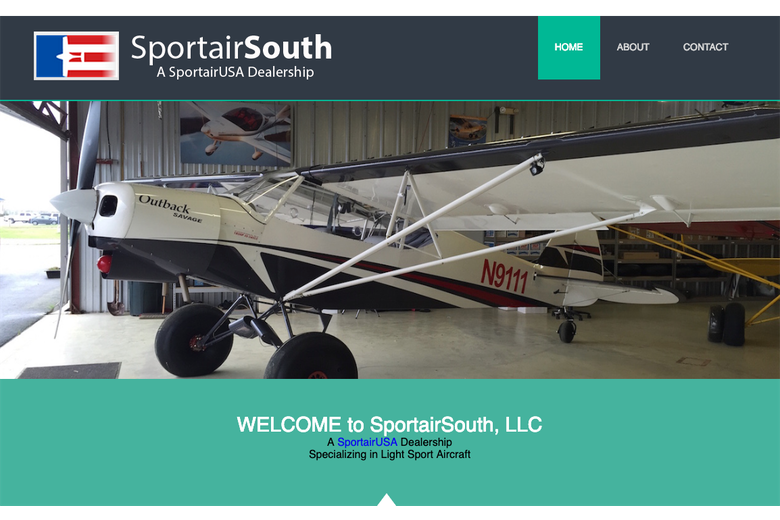 SportairSouth
A SportairUSA Dealership
HOME
ABOUT
CONTACT
Outback
SAVAGE
N9111
WELCOME to SportairSouth, LLC
A SportairUSA Dealership
Specializing in Light Sport Aircraft